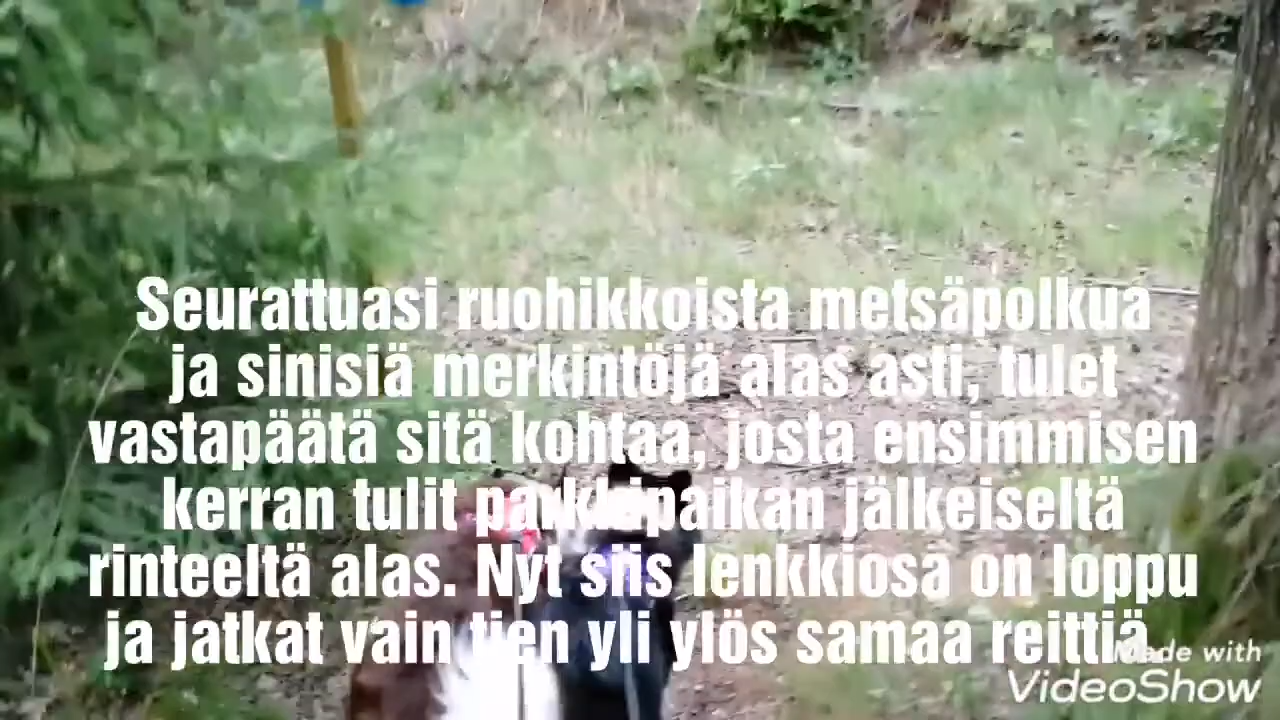 Seurattuasi ruohikkoista metsäpolkua
ja sinisiä merkintöjä alas asti, tulet
vastapäätä sitä kohtaa, josta ensimmisen
kerran tulit parkkipaikan jälkeiseltä
rinteeltä alas. Nyt siis lenkkiosa on loppu
ja jatkat vain tien yli ylös samaa reittiä.
Made with
VideoShow